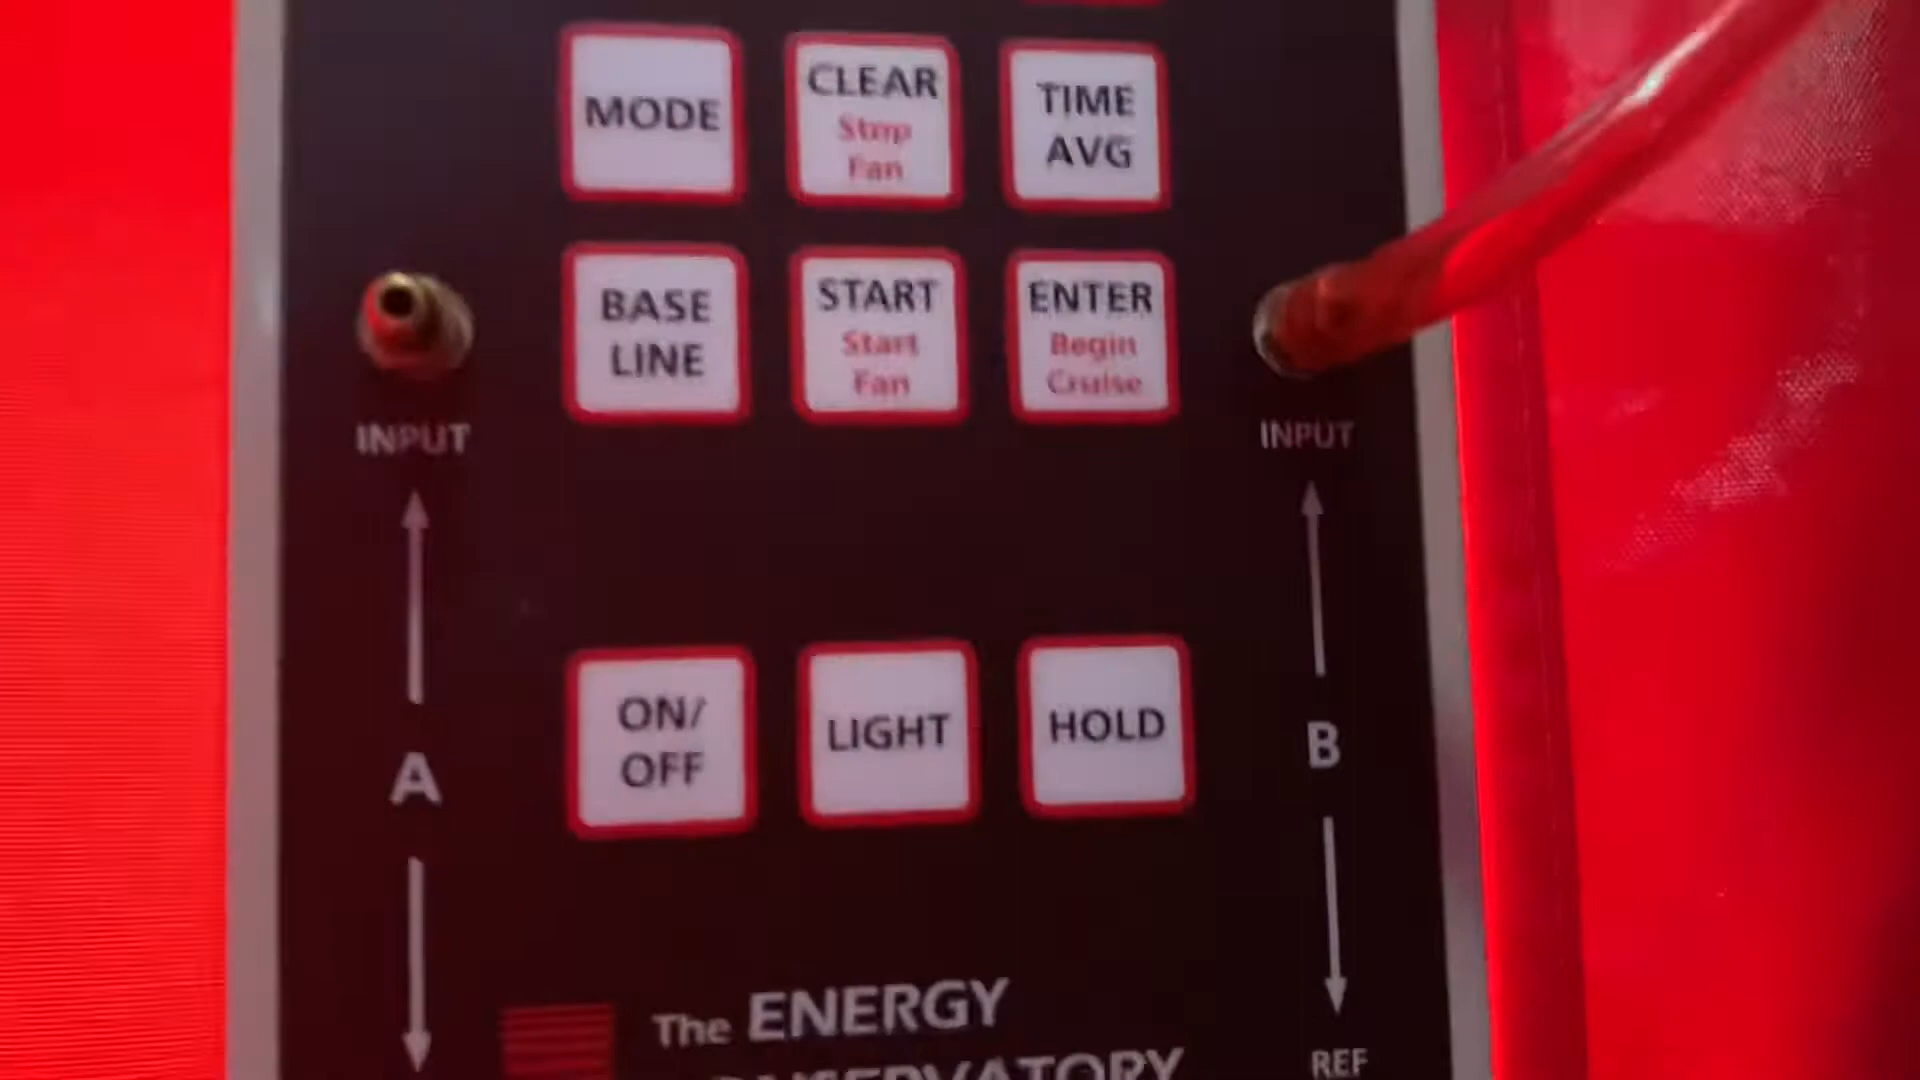 MODE
CLEAR
Stop
Fan
TIME
AVG
BASE
LINE
START
Start
Fan
ENTER
Begin
Cruise
INPUT
INPUT
ON/
OFF
LIGHT
HOLD
A
B
The ENERGY
REF